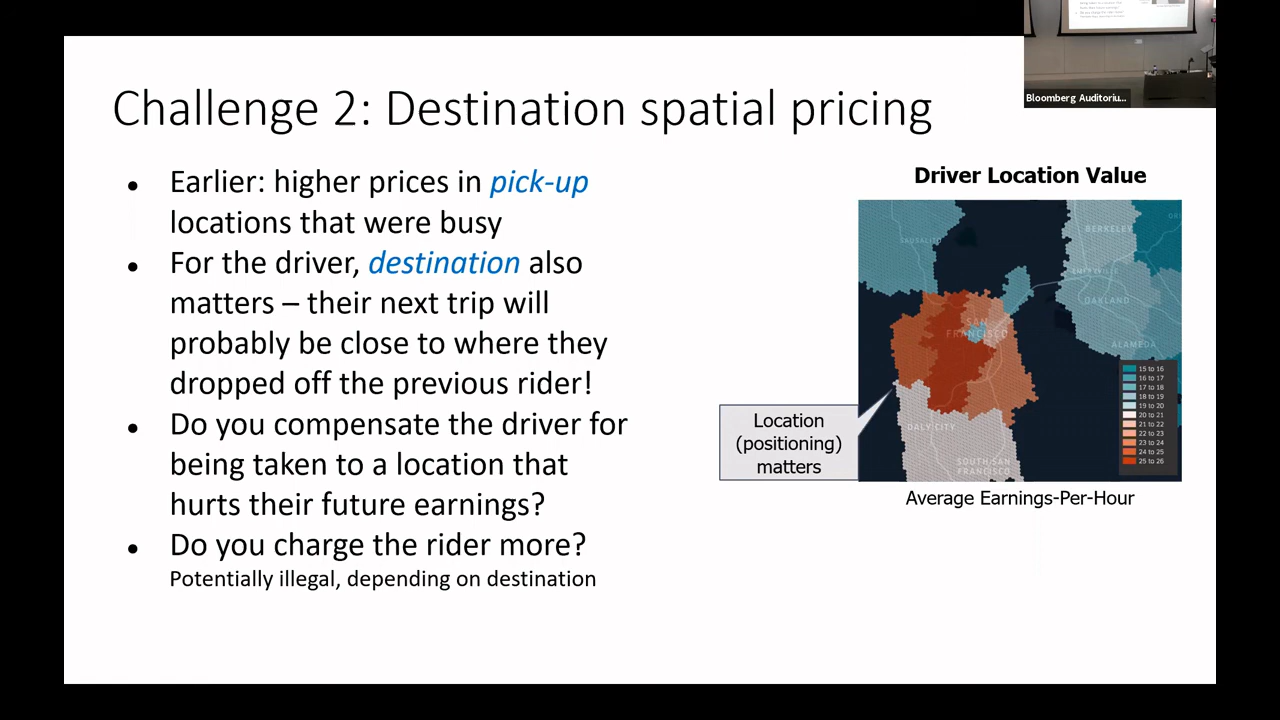 Bloomberg Auditoriu...
Challenge 2: Destination spatial pricing
● Earlier: higher prices in pick-up
locations that were busy
● For the driver, destination also
matters – their next trip will
probably be close to where they
dropped off the previous rider!
● Do you compensate the driver for
being taken to a location that
hurts their future earnings?
● Do you charge the rider more?
Potentially illegal, depending on destination
Driver Location Value
SAUSALITO
BERKELEY
EMERYVILLE
OAKLAND
SAN
FRANCISCO
ALAMEDA
DALY CITY
SOUTH SAN
FRANCISCO
15 to 16
16 to 17
17 to 18
18 to 19
19 to 20
20 to 21
21 to 22
22 to 23
23 to 24
24 to 25
25 to 26
Location
(positioning)
matters
Average Earnings-Per-Hour